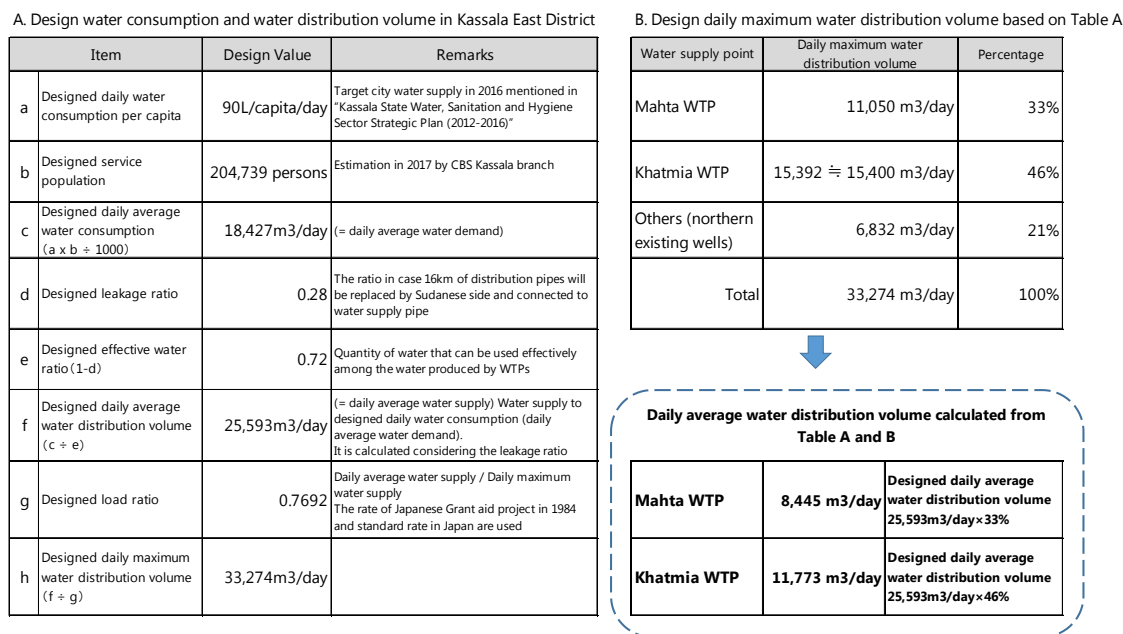 A. Design water consumption and water distribution volume in Kassala East District
Item
Design Value
Remarks
a
Designed daily water
consumption per capita
90L/capita/day
Target city water supply in 2016 mentioned in
"Kassala State Water, Sanitation and Hygiene
Sector Strategic Plan (2012-2016)"
b
Designed service
population
204,739 persons
Estimation in 2017 by CBS Kassala branch
c
Designed daily average
water consumption
(a x b ÷ 1000)
18,427m3/day
(= daily average water demand)
d
Designed leakage ratio
0.28
The ratio in case 16km of distribution pipes will
be replaced by Sudanese side and connected to
water supply pipe
e
Designed effective water
ratio(1-d)
0.72
Quantity of water that can be used effectively
among the water produced by WTPs
f
Designed daily average
water distribution volume
(c ÷ e)
25,593m3/day
(= daily average water supply) Water supply to
designed daily water consumption (daily
average water demand).
It is calculated considering the leakage ratio
g
Designed load ratio
0.7692
Daily average water supply / Daily maximum
water supply
The rate of Japanese Grant aid project in 1984
and standard rate in Japan are used
h
Designed daily maximum
water distribution volume
(f ÷ g)
33,274m3/day
B. Design daily maximum water distribution volume based on Table A
Water supply point
Daily maximum water
distribution volume
Percentage
Mahta WTP
11,050 m3/day
33%
Khatmia WTP
15,392 ≒ 15,400 m3/day
46%
Others (northern
existing wells)
6,832 m3/day
21%
Total
33,274 m3/day
100%
Daily average water distribution volume calculated from
Table A and B
Mahta WTP
8,445 m3/day
Designed daily average
water distribution volume
25,593m3/day×33%
Khatmia WTP
11,773 m3/day
Designed daily average
water distribution volume
25,593m3/day×46%